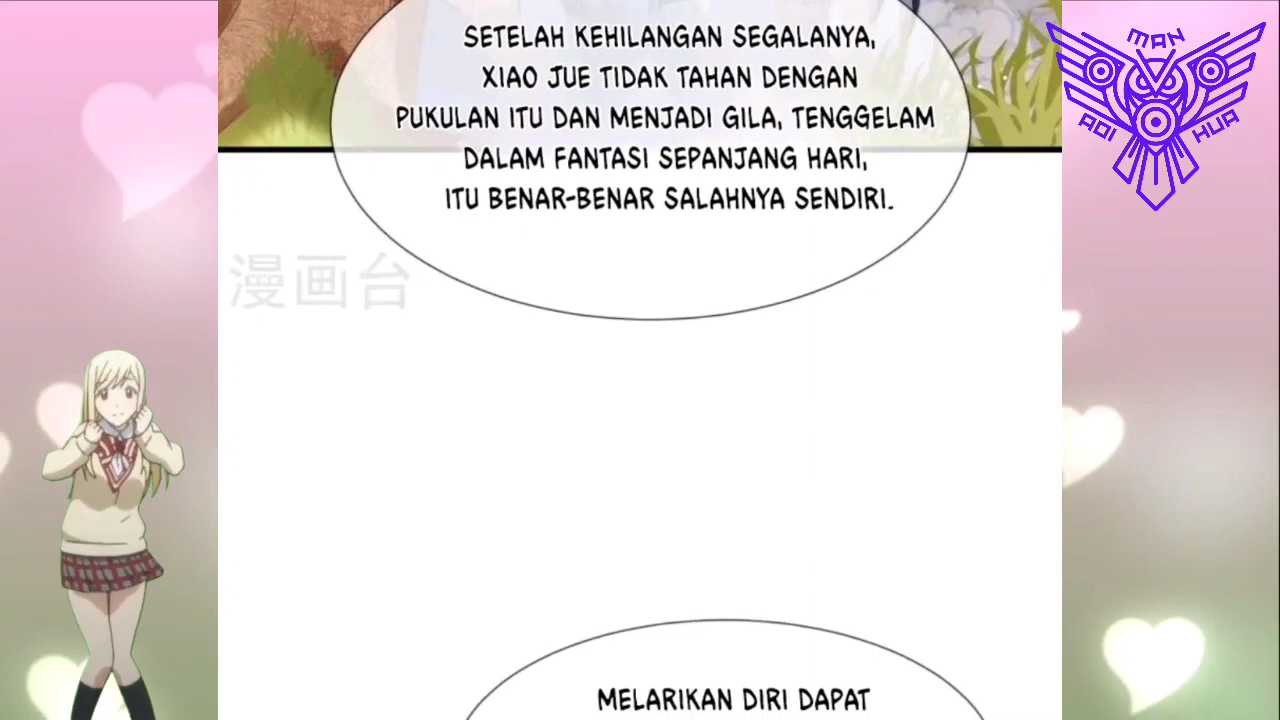 SETELAH KEHILANGAN SEGALANYA,
XIAO JUE TIDAK TAHAN DENGAN
PUKULAN ITU DAN MENJADI GILA, TENGGELAM
DALAM FANTASI SEPANJANG HARI,
ITU BENAR-BENAR SALAHNYA SENDIRI.
漫画台
MELARIKAN DIRI DAPAT
MAN
AOI HUA